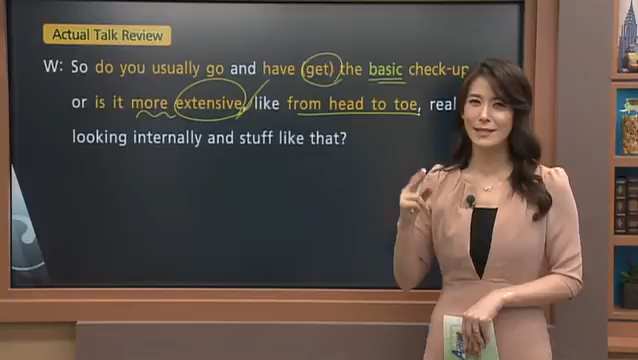 Actual Talk Review
W: So do you usually go and have (get) the basic check-up
or is it more extensive, like from head to toe, real
looking internally and stuff like that?